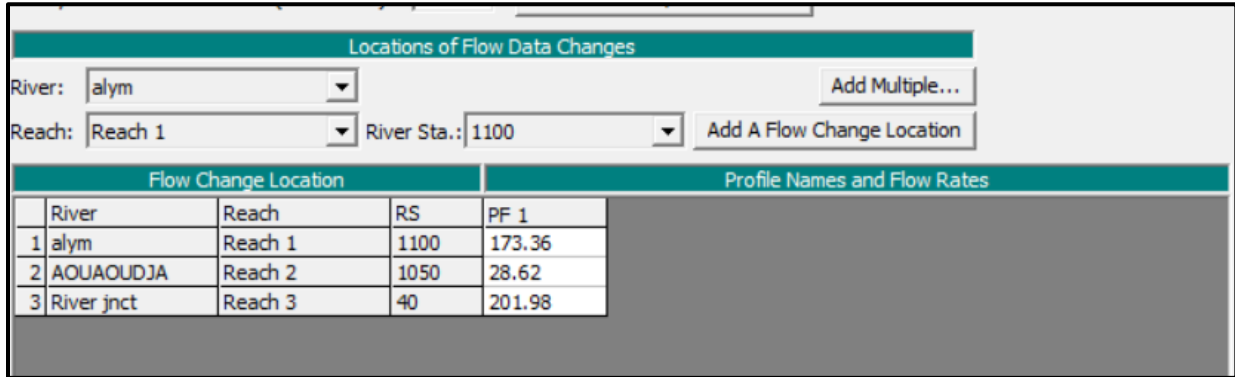 Locations of Flow Data Changes
River: alym Add Multiple...
Reach: Reach 1 River Sta.: 1100 Add A Flow Change Location
Flow Change Location Profile Names and Flow Rates
River Reach RS PF 1
1 alym Reach 1 1100 173.36
2 AOUAOUDJA Reach 2 1050 28.62
3 River jnct Reach 3 40 201.98